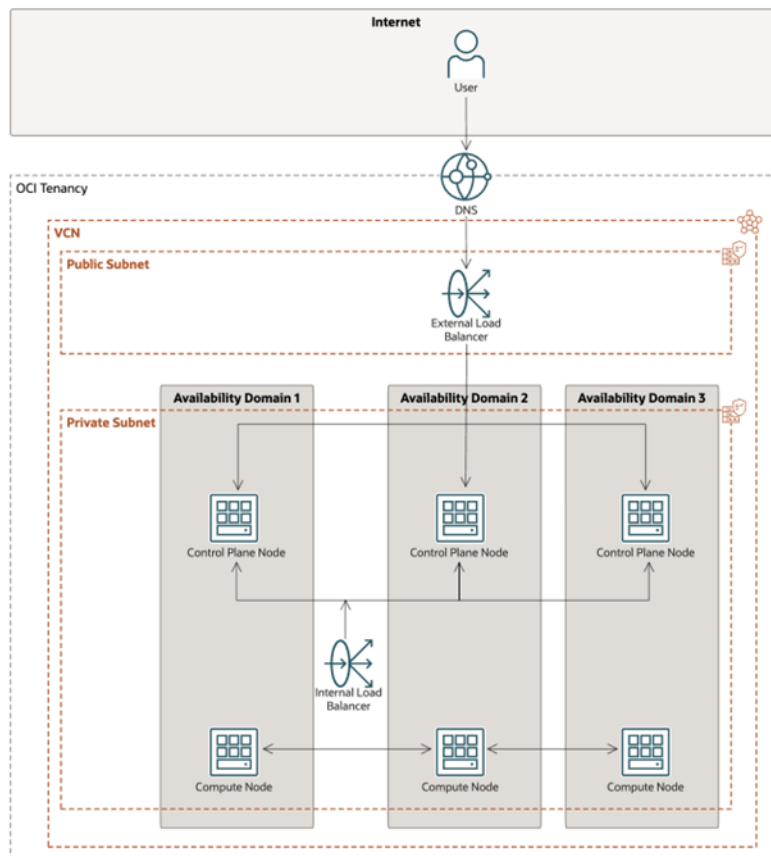 Internet
User
OCI Tenancy
DNS
VCN
Public Subnet
External Load
Balancer
Availability Domain 1
Availability Domain 2
Availability Domain 3
Private Subnet
Control Plane Node
Control Plane Node
Control Plane Node
Internal Load
Balancer
Compute Node
Compute Node
Compute Node